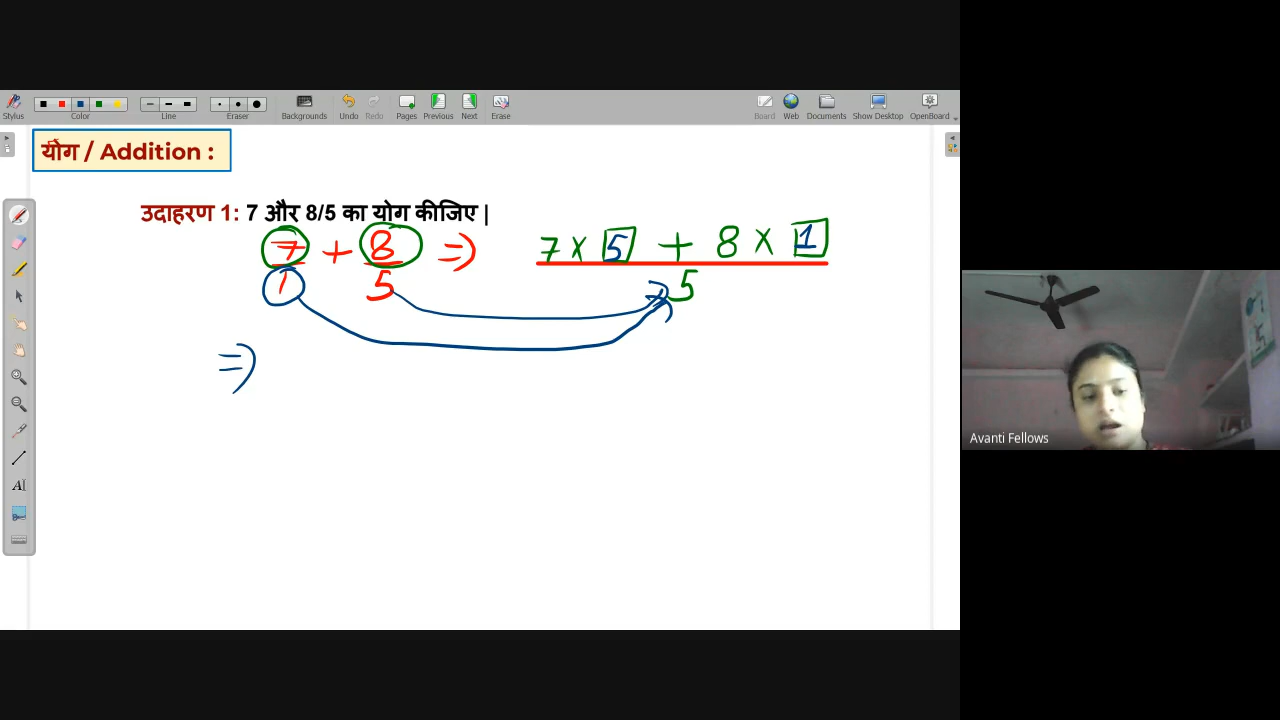 Stylus Color Line Eraser Backgrounds Undo Redo Pages Previous Next Erase Board Web Documents Show Desktop OpenBoard
योग / Addition :
उदाहरण 1: 7 और 8/5 का योग कीजिए |
7/1 + 8/5 => 7 x 5 + 8 x 1 / 5
=>
Avanti Fellows